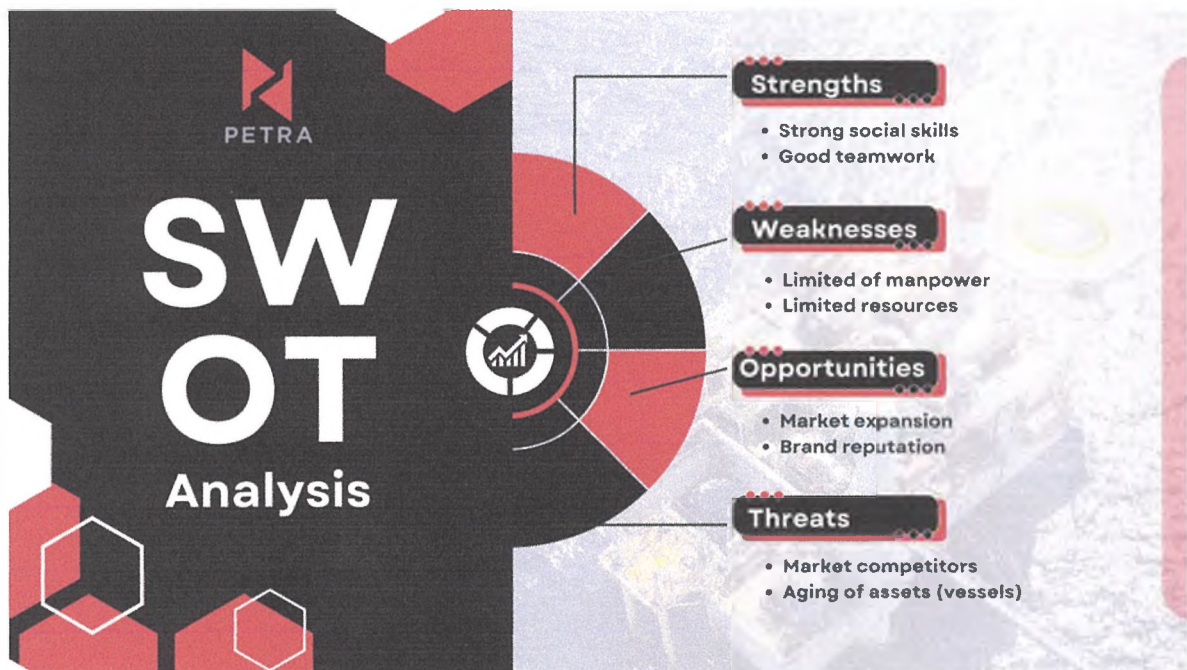 PETRA
SW
OT
Analysis
Strengths
• Strong social skills
• Good teamwork
Weaknesses
• Limited of manpower
• Limited resources
Opportunities
• Market expansion
• Brand reputation
Threats
• Market competitors
• Aging of assets (vessels)